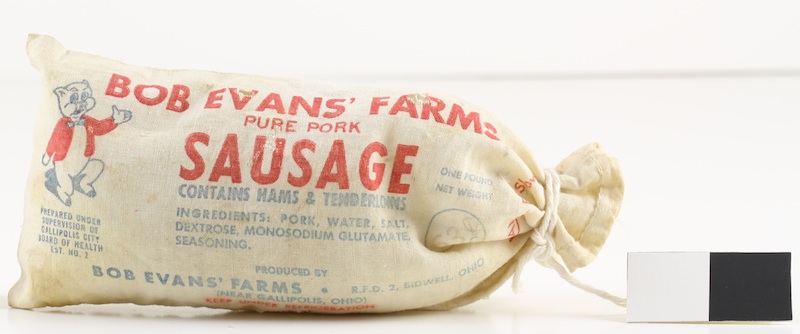 BOB EVANS' FARMS
PURE PORK
SAUSAGE
CONTAINS HAMS & TENDERLOINS
ONE POUND
NET WEIGHT
INGREDIENTS: PORK, WATER, SALT,
DEXTROSE, MONOSODIUM GLUTAMATE,
SEASONING.
PREPARED UNDER
SUPERVISION OF
GALLIPOLIS CITY
BOARD OF HEALTH
EST. NO. 2
PRODUCED BY
BOB EVANS' FARMS • R.F.D. 2, BIDWELL, OHIO
(NEAR GALLIPOLIS, OHIO)
KEEP UNDER REFRIGERATION